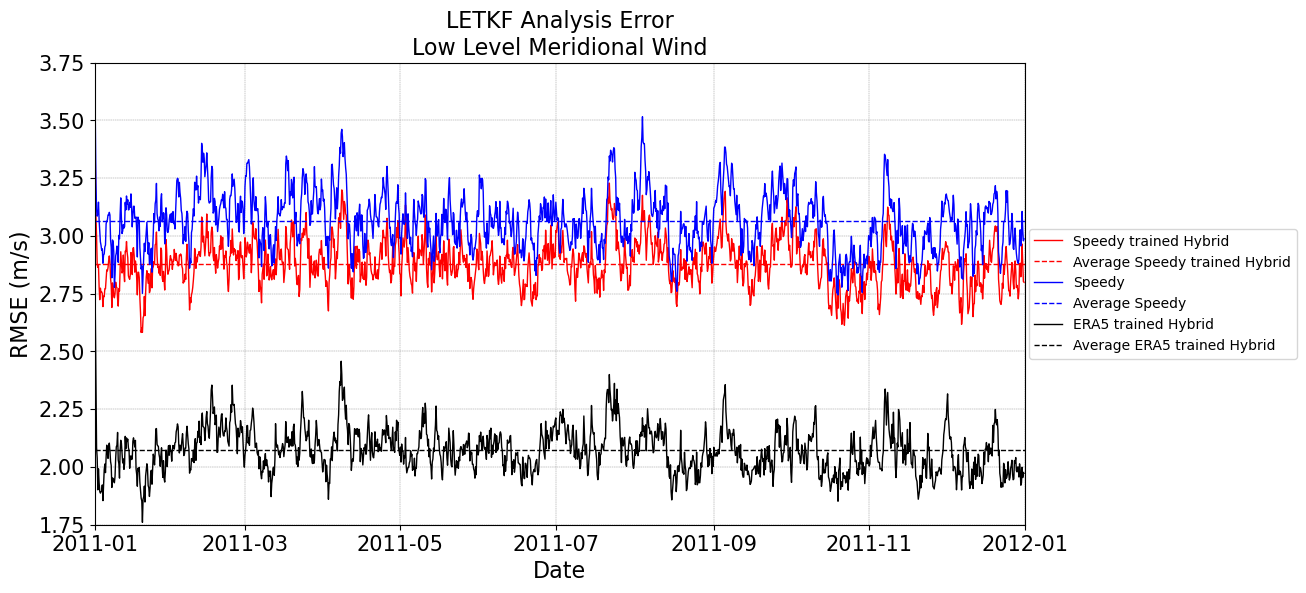 LETKF Analysis Error
Low Level Meridional Wind
3.75
3.50
3.25
3.00
2.75
2.50
2.25
2.00
1.75
RMSE (m/s)
2011-01
2011-03
2011-05
2011-07
2011-09
2011-11
2012-01
Date
Speedy trained Hybrid
Average Speedy trained Hybrid
Speedy
Average Speedy
ERA5 trained Hybrid
Average ERA5 trained Hybrid